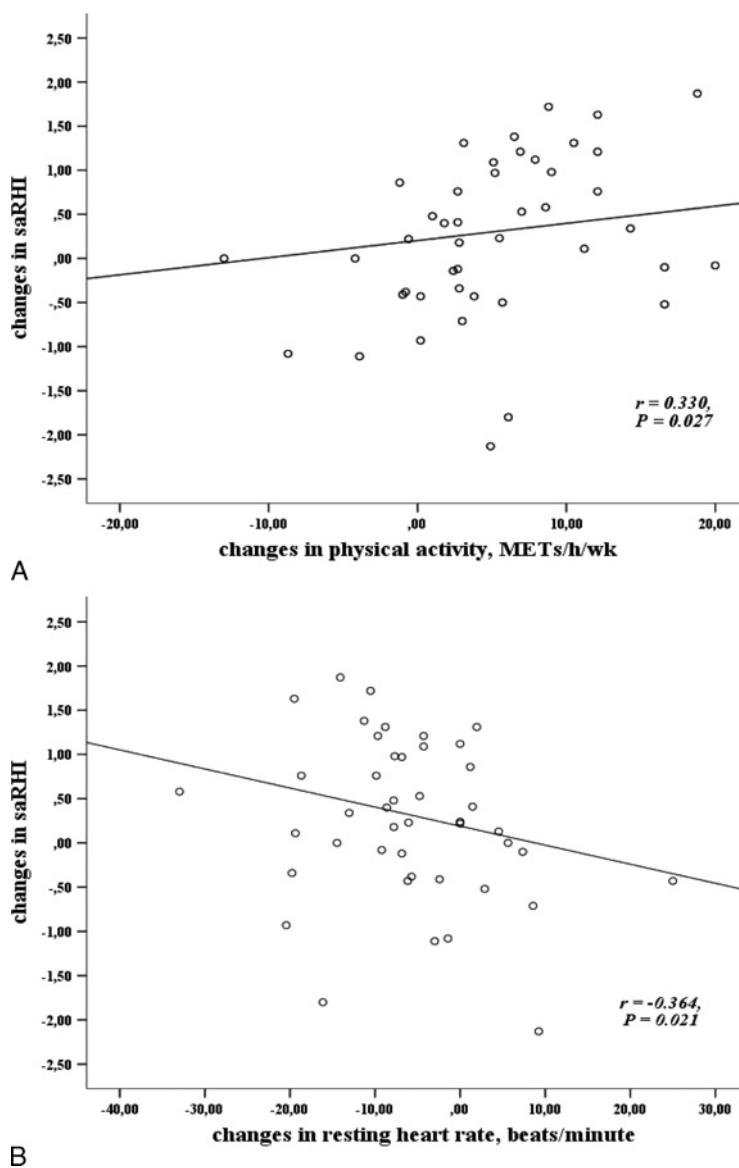 A
2,50
2,00
1,50
1,00
,50
,00
-,50
-1,00
-1,50
-2,00
-2,50
changes in saRHI
r = 0.330,
P = 0.027
-20,00 -10,00 ,00 10,00 20,00
changes in physical activity, METs/h/wk
A
2,50
2,00
1,50
1,00
,50
,00
-,50
-1,00
-1,50
-2,00
-2,50
changes in saRHI
r = -0.364,
P = 0.021
-40,00 -30,00 -20,00 -10,00 ,00 10,00 20,00 30,00
changes in resting heart rate, beats/minute
B